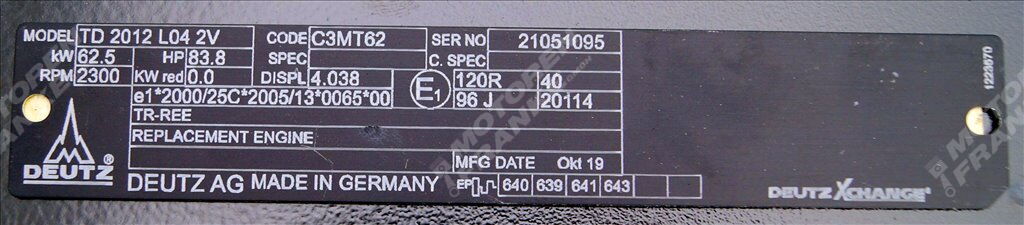 MODEL TD 2012 L04 2V CODE C3MT62 SER NO 21051095
kW 62.5 HP 83.8 SPEC C. SPEC
RPM 2300 KW red 0.0 DISPL 4.038 E1 120R 40
e1*2000/25C*2005/13*0065*00 96 J 20114
TR-REE
REPLACEMENT ENGINE
MFG DATE Okt 19
DEUTZ®
DEUTZ AG MADE IN GERMANY EP 640 639 641 643
DEUTZ XCHANGE
1223670
MOTORES FRANCES